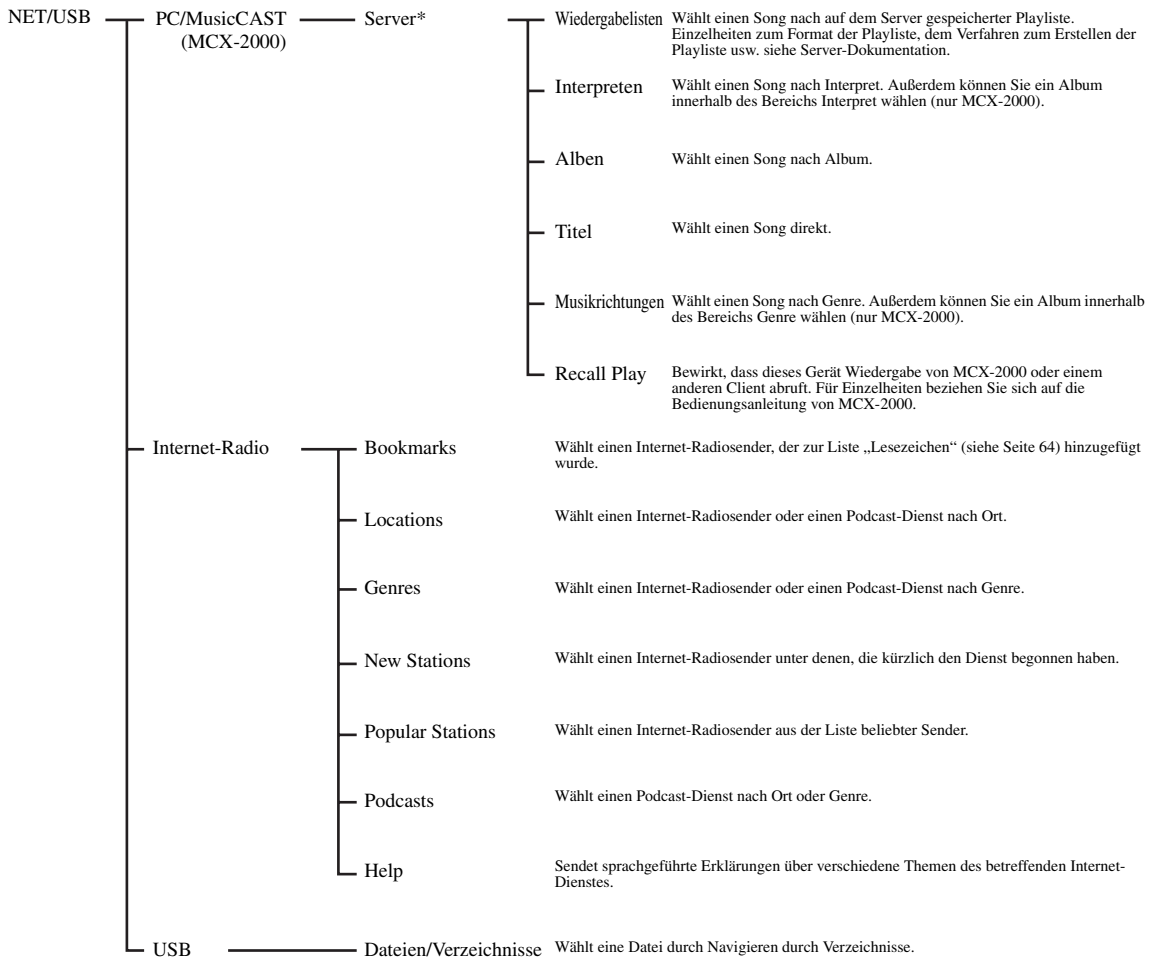 NET/USB
PC/MusicCAST
(MCX-2000)
Server*
Wiedergabelisten
Wählt einen Song nach auf dem Server gespeicherter Playliste.
Einzelheiten zum Format der Playliste, dem Verfahren zum Erstellen der
Playliste usw. siehe Server-Dokumentation.
Interpreten
Wählt einen Song nach Interpret. Außerdem können Sie ein Album
innerhalb des Bereichs Interpret wählen (nur MCX-2000).
Alben
Wählt einen Song nach Album.
Titel
Wählt einen Song direkt.
Musikrichtungen
Wählt einen Song nach Genre. Außerdem können Sie ein Album innerhalb
des Bereichs Genre wählen (nur MCX-2000).
Recall Play
Bewirkt, dass dieses Gerät Wiedergabe von MCX-2000 oder einem
anderen Client abruft. Für Einzelheiten beziehen Sie sich auf die
Bedienungsanleitung von MCX-2000.
Internet-Radio
Bookmarks
Wählt einen Internet-Radiosender, der zur Liste „Lesezeichen“ (siehe Seite 64) hinzugefügt
wurde.
Locations
Wählt einen Internet-Radiosender oder einen Podcast-Dienst nach Ort.
Genres
Wählt einen Internet-Radiosender oder einen Podcast-Dienst nach Genre.
New Stations
Wählt einen Internet-Radiosender unter denen, die kürzlich den Dienst begonnen haben.
Popular Stations
Wählt einen Internet-Radiosender aus der Liste beliebter Sender.
Podcasts
Wählt einen Podcast-Dienst nach Ort oder Genre.
Help
Sendet sprachgeführte Erklärungen über verschiedene Themen des betreffenden Internet-
Dienstes.
USB
Dateien/Verzeichnisse
Wählt eine Datei durch Navigieren durch Verzeichnisse.